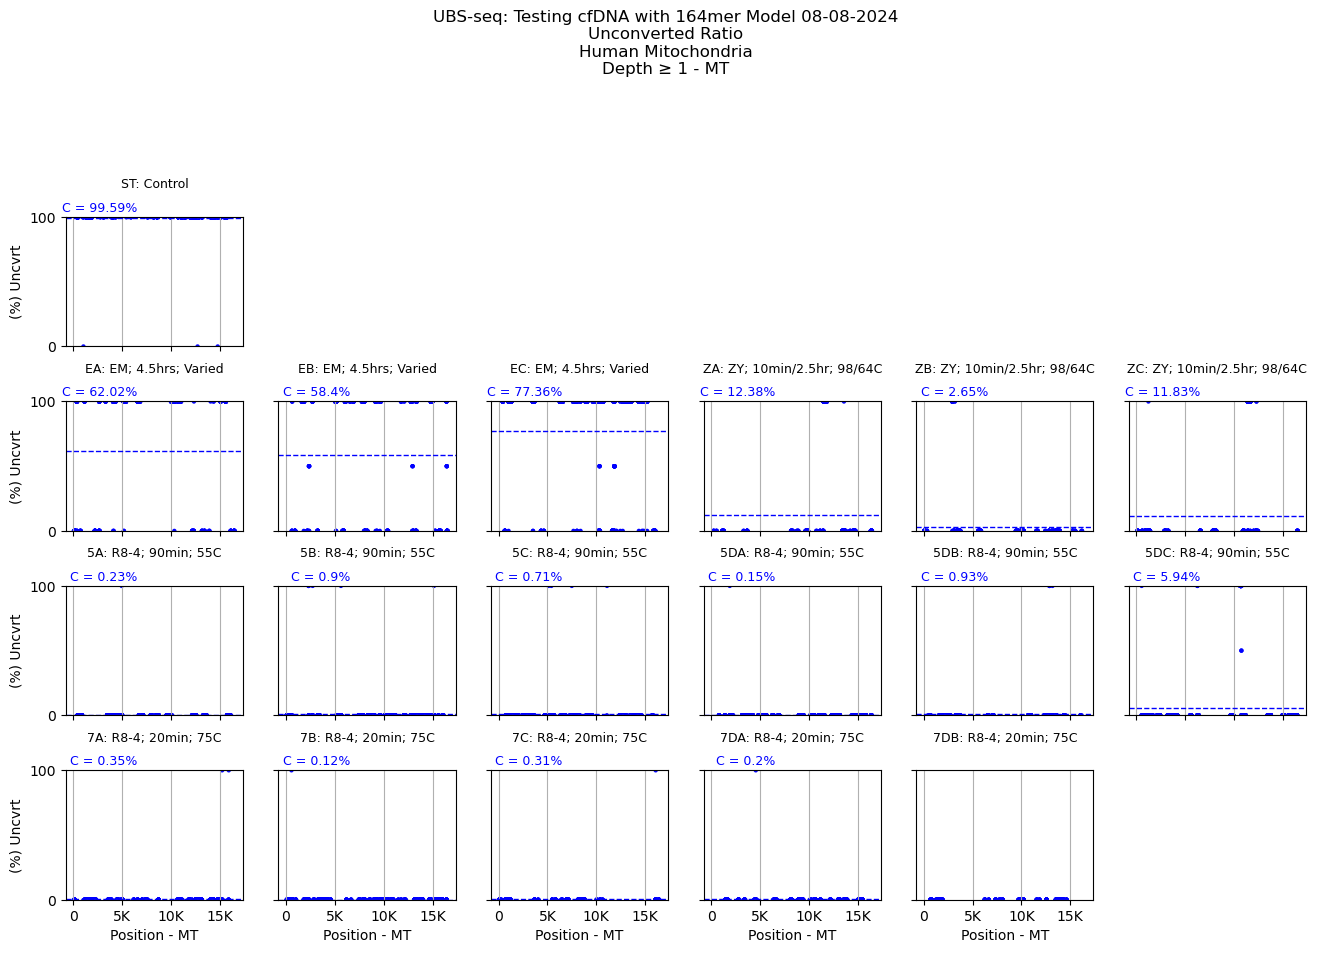 UBS-seq: Testing cfDNA with 164mer Model 08-08-2024
Unconverted Ratio
Human Mitochondria
Depth ≥ 1 - MT
ST: Control
C = 99.59%
100
(%) Uncvrt
0
EA: EM; 4.5hrs; Varied
EB: EM; 4.5hrs; Varied
EC: EM; 4.5hrs; Varied
ZA: ZY; 10min/2.5hr; 98/64C
ZB: ZY; 10min/2.5hr; 98/64C
ZC: ZY; 10min/2.5hr; 98/64C
C = 62.02%
C = 58.4%
C = 77.36%
C = 12.38%
C = 2.65%
C = 11.83%
100
(%) Uncvrt
0
5A: R8-4; 90min; 55C
5B: R8-4; 90min; 55C
5C: R8-4; 90min; 55C
5DA: R8-4; 90min; 55C
5DB: R8-4; 90min; 55C
5DC: R8-4; 90min; 55C
C = 0.23%
C = 0.9%
C = 0.71%
C = 0.15%
C = 0.93%
C = 5.94%
100
(%) Uncvrt
0
7A: R8-4; 20min; 75C
7B: R8-4; 20min; 75C
7C: R8-4; 20min; 75C
7DA: R8-4; 20min; 75C
7DB: R8-4; 20min; 75C
C = 0.35%
C = 0.12%
C = 0.31%
C = 0.2%
100
(%) Uncvrt
0
0 5K 10K 15K
0 5K 10K 15K
0 5K 10K 15K
0 5K 10K 15K
0 5K 10K 15K
Position - MT
Position - MT
Position - MT
Position - MT
Position - MT